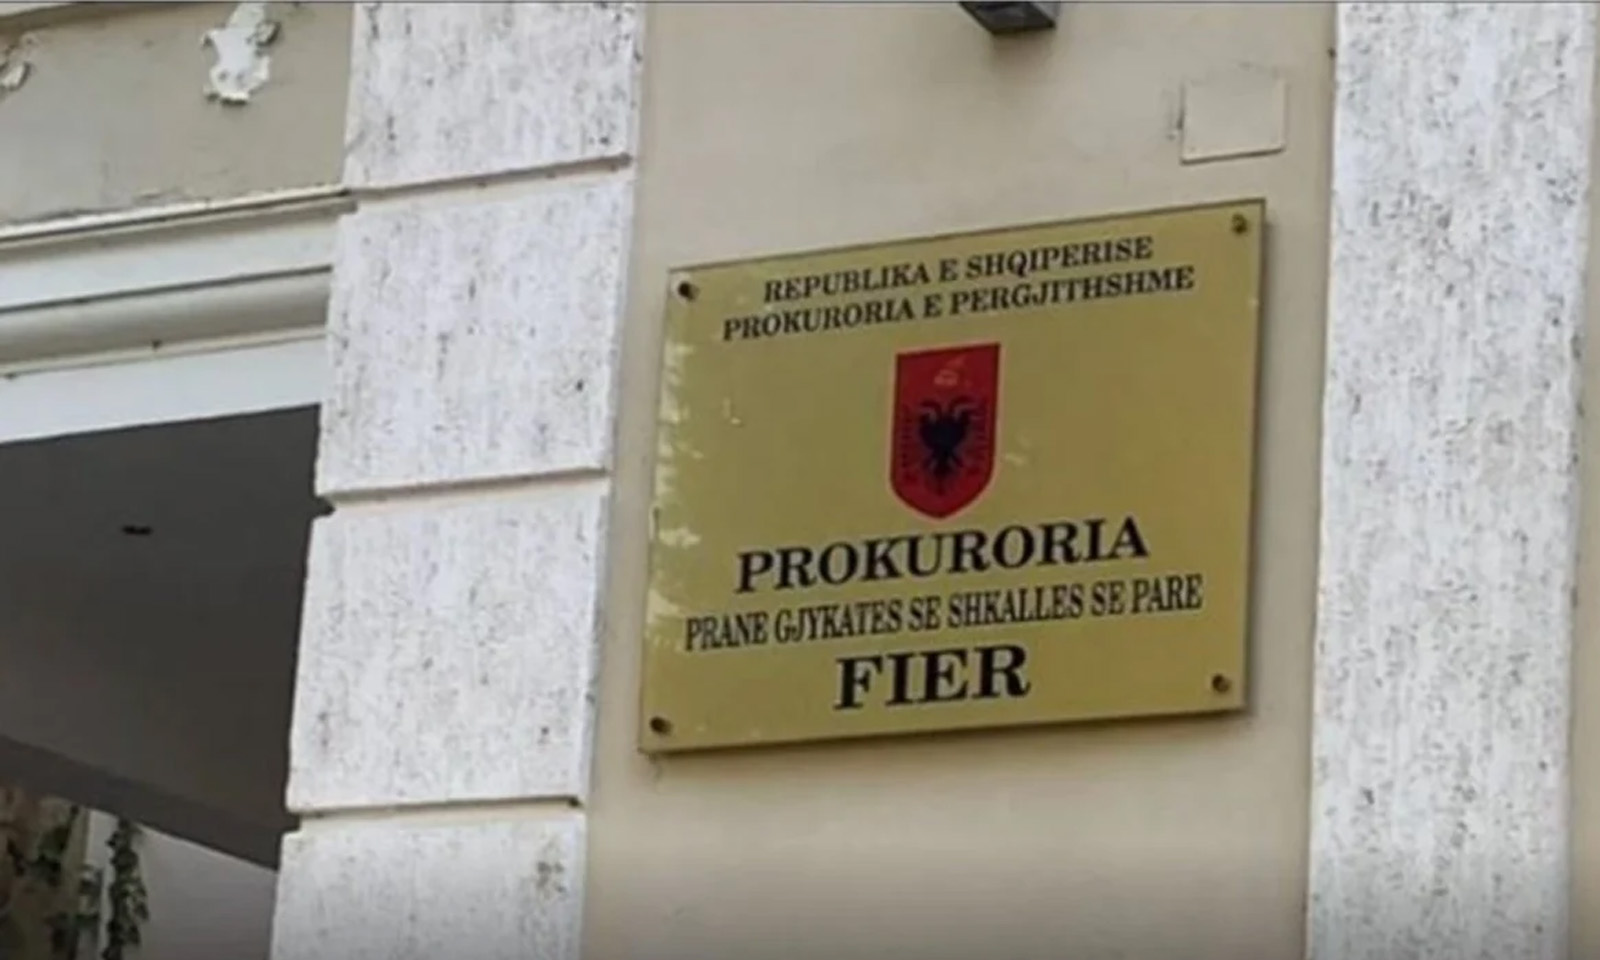 REPUBLIKA E SHQIPERISE
PROKURORIA E PERGJITHSHME
PROKURORIA
PRANE GJYKATES SE SHKALLES SE PARE
FIER